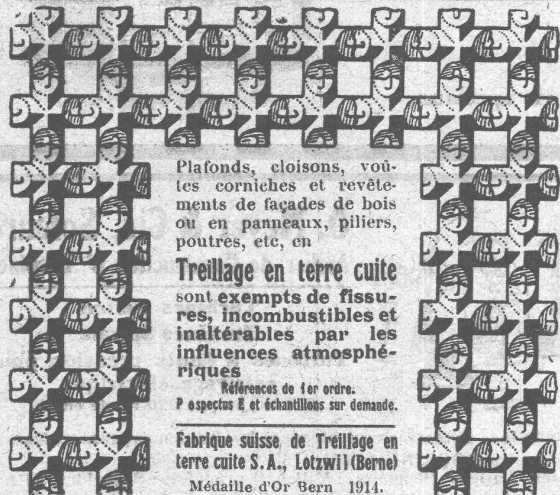 Plafonds, cloisons, voû-
tes corniches et revête-
ments de façades de bois
ou en panneaux, piliers,
poutres, etc, en
Treillage en terre cuite
sont exempts de fissu-
res, incombustibles et
inaltérables par les
influences atmosphé-
riques
Références de 1er ordre.
P ospectus E et échantillons sur demande.
Fabrique suisse de Treillage en
terre cuite S.A., Lotzwil (Berne)
Médaille d'Or Bern 1914.